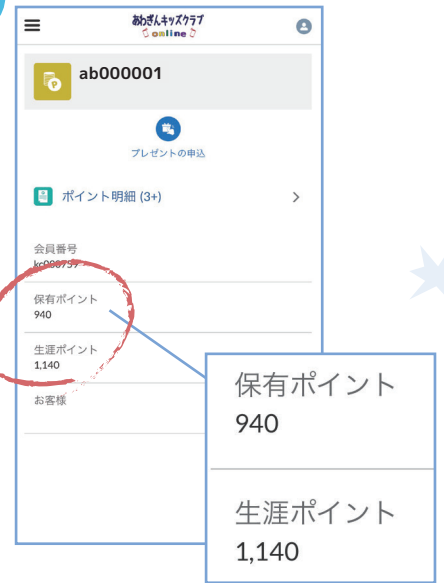 あわぎんキッズクラブ
online
ab000001
プレゼントの申込
ポイント明細 (3+)
会員番号
kc000759
保有ポイント
940
生涯ポイント
1,140
お客様
保有ポイント
940
生涯ポイント
1,140